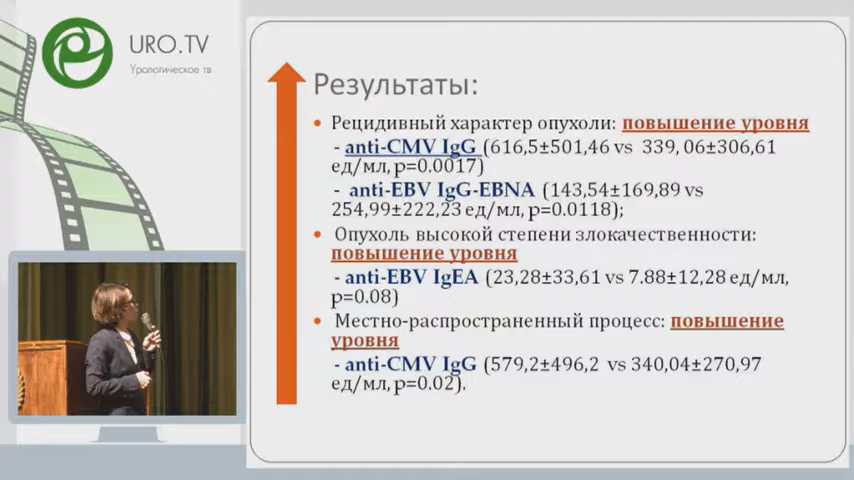 URO.TV
Урологическое тв
Результаты:
• Рецидивный характер опухоли: повышение уровня
- anti-CMV IgG (616,5±501,46 vs 339, 06±306,61
ед/мл, p=0.0017)
- anti-EBV IgG-EBNA (143,54±169,89 vs
254,99±222,23 ед/мл, p=0.0118);
• Опухоль высокой степени злокачественности:
повышение уровня
- anti-EBV IgEA (23,28±33,61 vs 7.88±12,28 ед/мл,
p=0.08)
• Местно-распространенный процесс: повышение
уровня
- anti-CMV IgG (579,2±496,2 vs 340,04±270,97
ед/мл, p=0.02).